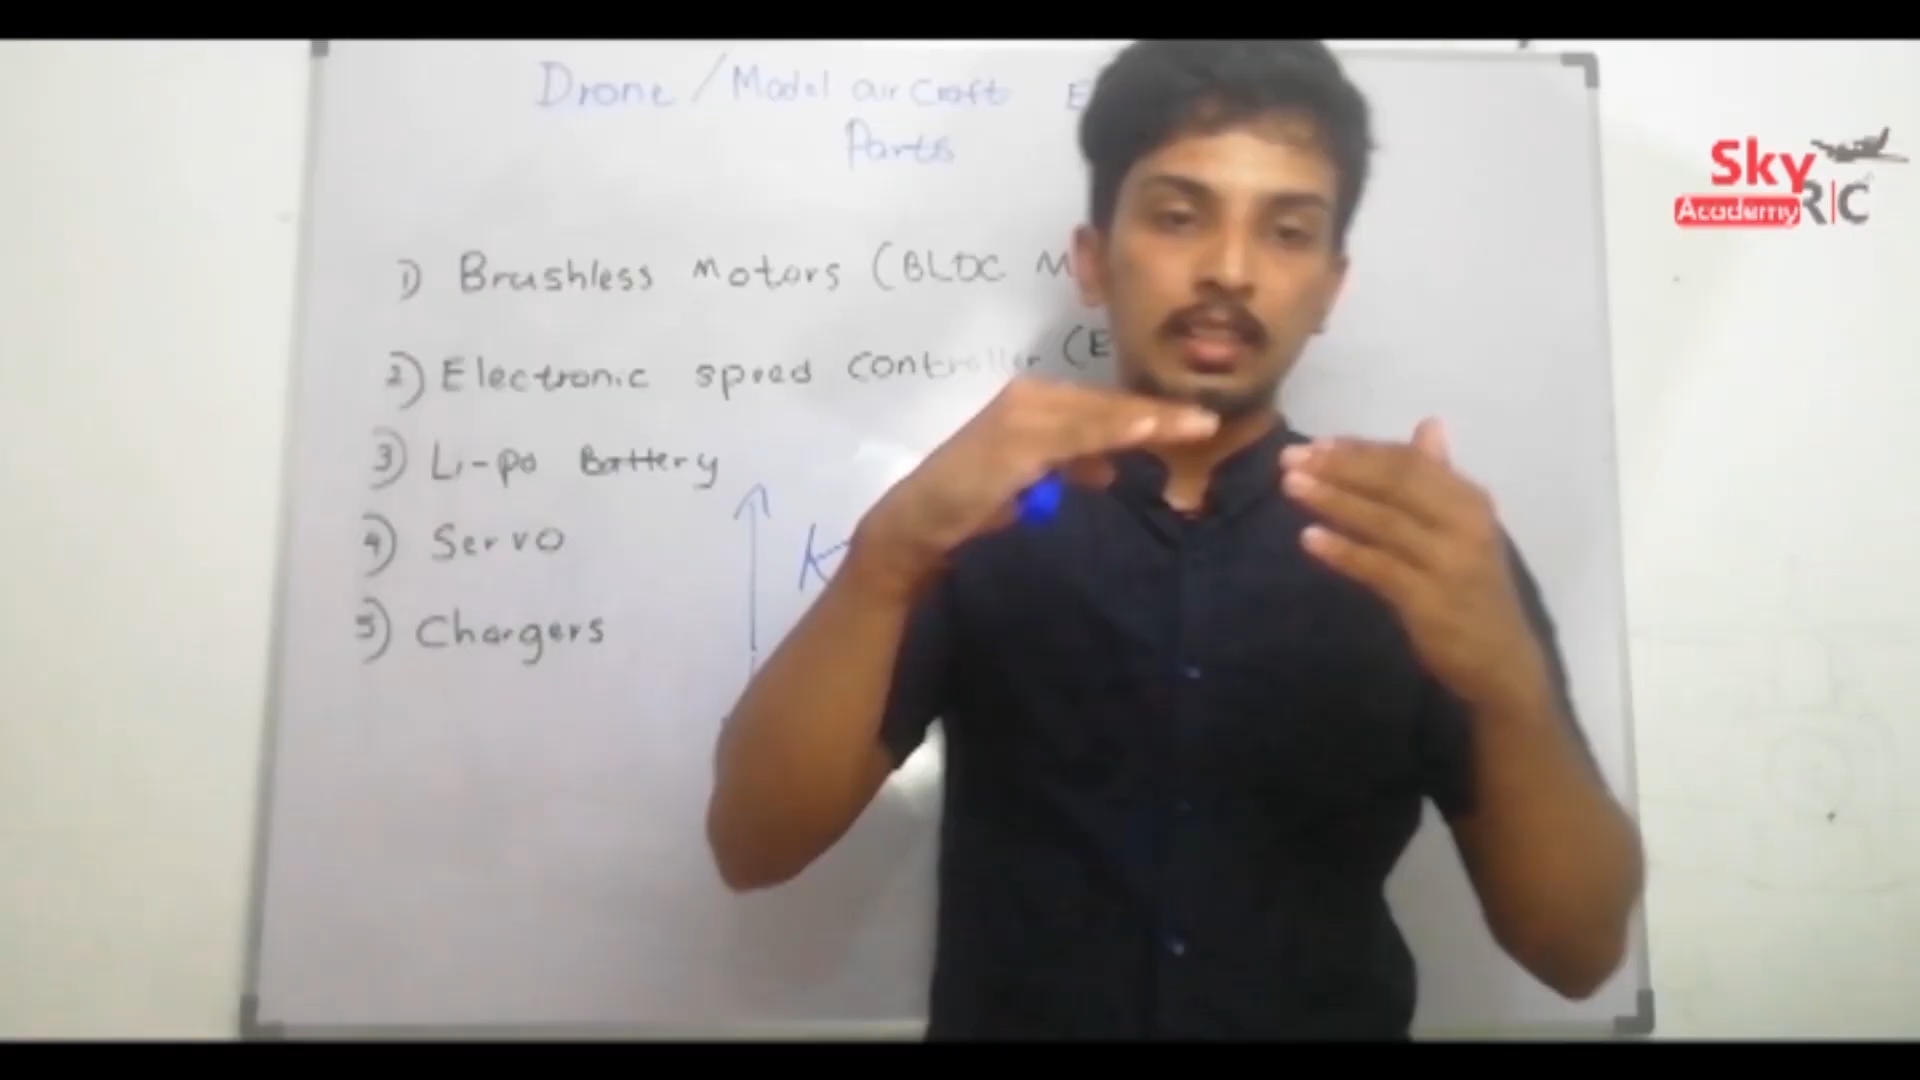 Drone / Model aircraft E
Parts
1) Brushless Motors (BLDC M
2) Electronic speed controller (E
3) Li-po Battery
4) Servo
5) Chargers
Sky
Academy R|C